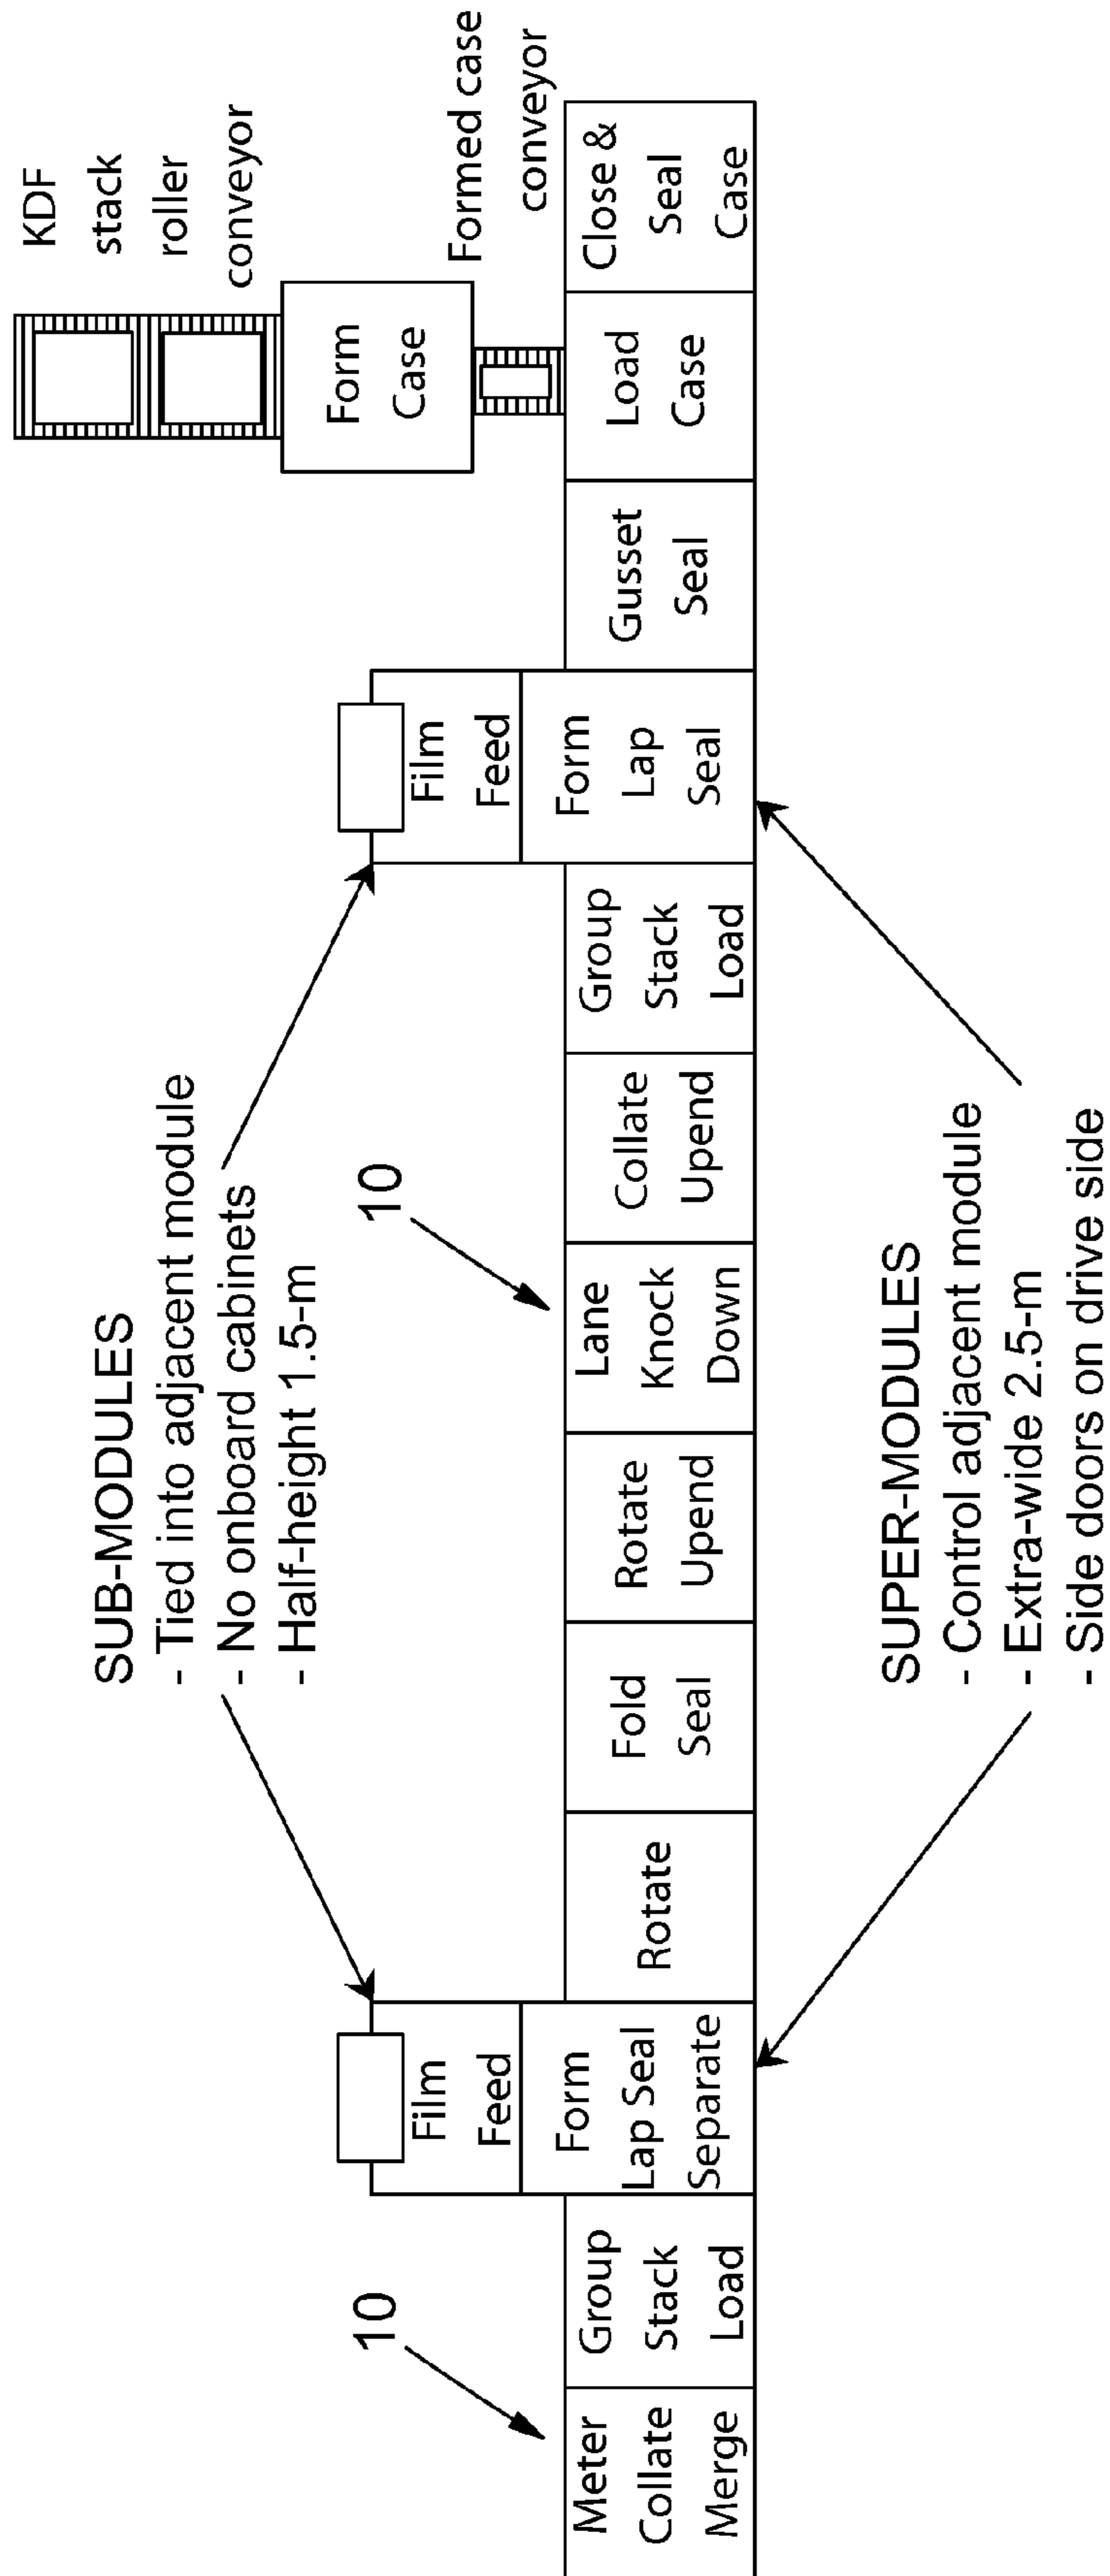 KDF
stack
roller
conveyor
Formed case
conveyor
SUB-MODULES
- Tied into adjacent module
- No onboard cabinets
- Half-height 1.5-m
Form
Case
10
10
Film
Feed
Film
Feed
Meter
Collate
Merge
Group
Stack
Load
Form
Lap Seal
Separate
Rotate
Fold
Seal
Rotate
Upend
Lane
Knock
Down
Collate
Upend
Group
Stack
Load
Form
Lap
Seal
Gusset
Seal
Load
Case
Close &
Seal
Case
SUPER-MODULES
- Control adjacent module
- Extra-wide 2.5-m
- Side doors on drive side